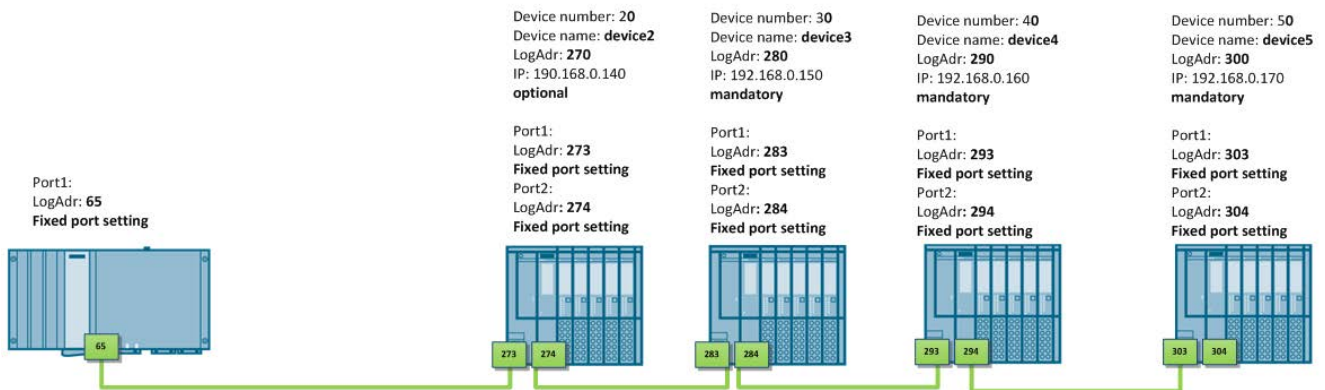 Port1:
LogAdr: 65
Fixed port setting
65
Device number: 20
Device name: device2
LogAdr: 270
IP: 190.168.0.140
optional
Port1:
LogAdr: 273
Fixed port setting
Port2:
LogAdr: 274
Fixed port setting
273 274
Device number: 30
Device name: device3
LogAdr: 280
IP: 192.168.0.150
mandatory
Port1:
LogAdr: 283
Fixed port setting
Port2:
LogAdr: 284
Fixed port setting
283 284
Device number: 40
Device name: device4
LogAdr: 290
IP: 192.168.0.160
mandatory
Port1:
LogAdr: 293
Fixed port setting
Port2:
LogAdr: 294
Fixed port setting
293 294
Device number: 50
Device name: device5
LogAdr: 300
IP: 192.168.0.170
mandatory
Port1:
LogAdr: 303
Fixed port setting
Port2:
LogAdr: 304
Fixed port setting
303 304